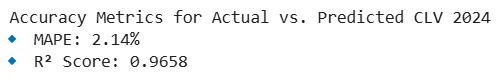 Accuracy Metrics for Actual vs. Predicted CLV 2024
🔹 MAPE: 2.14%
🔹 R² Score: 0.9658